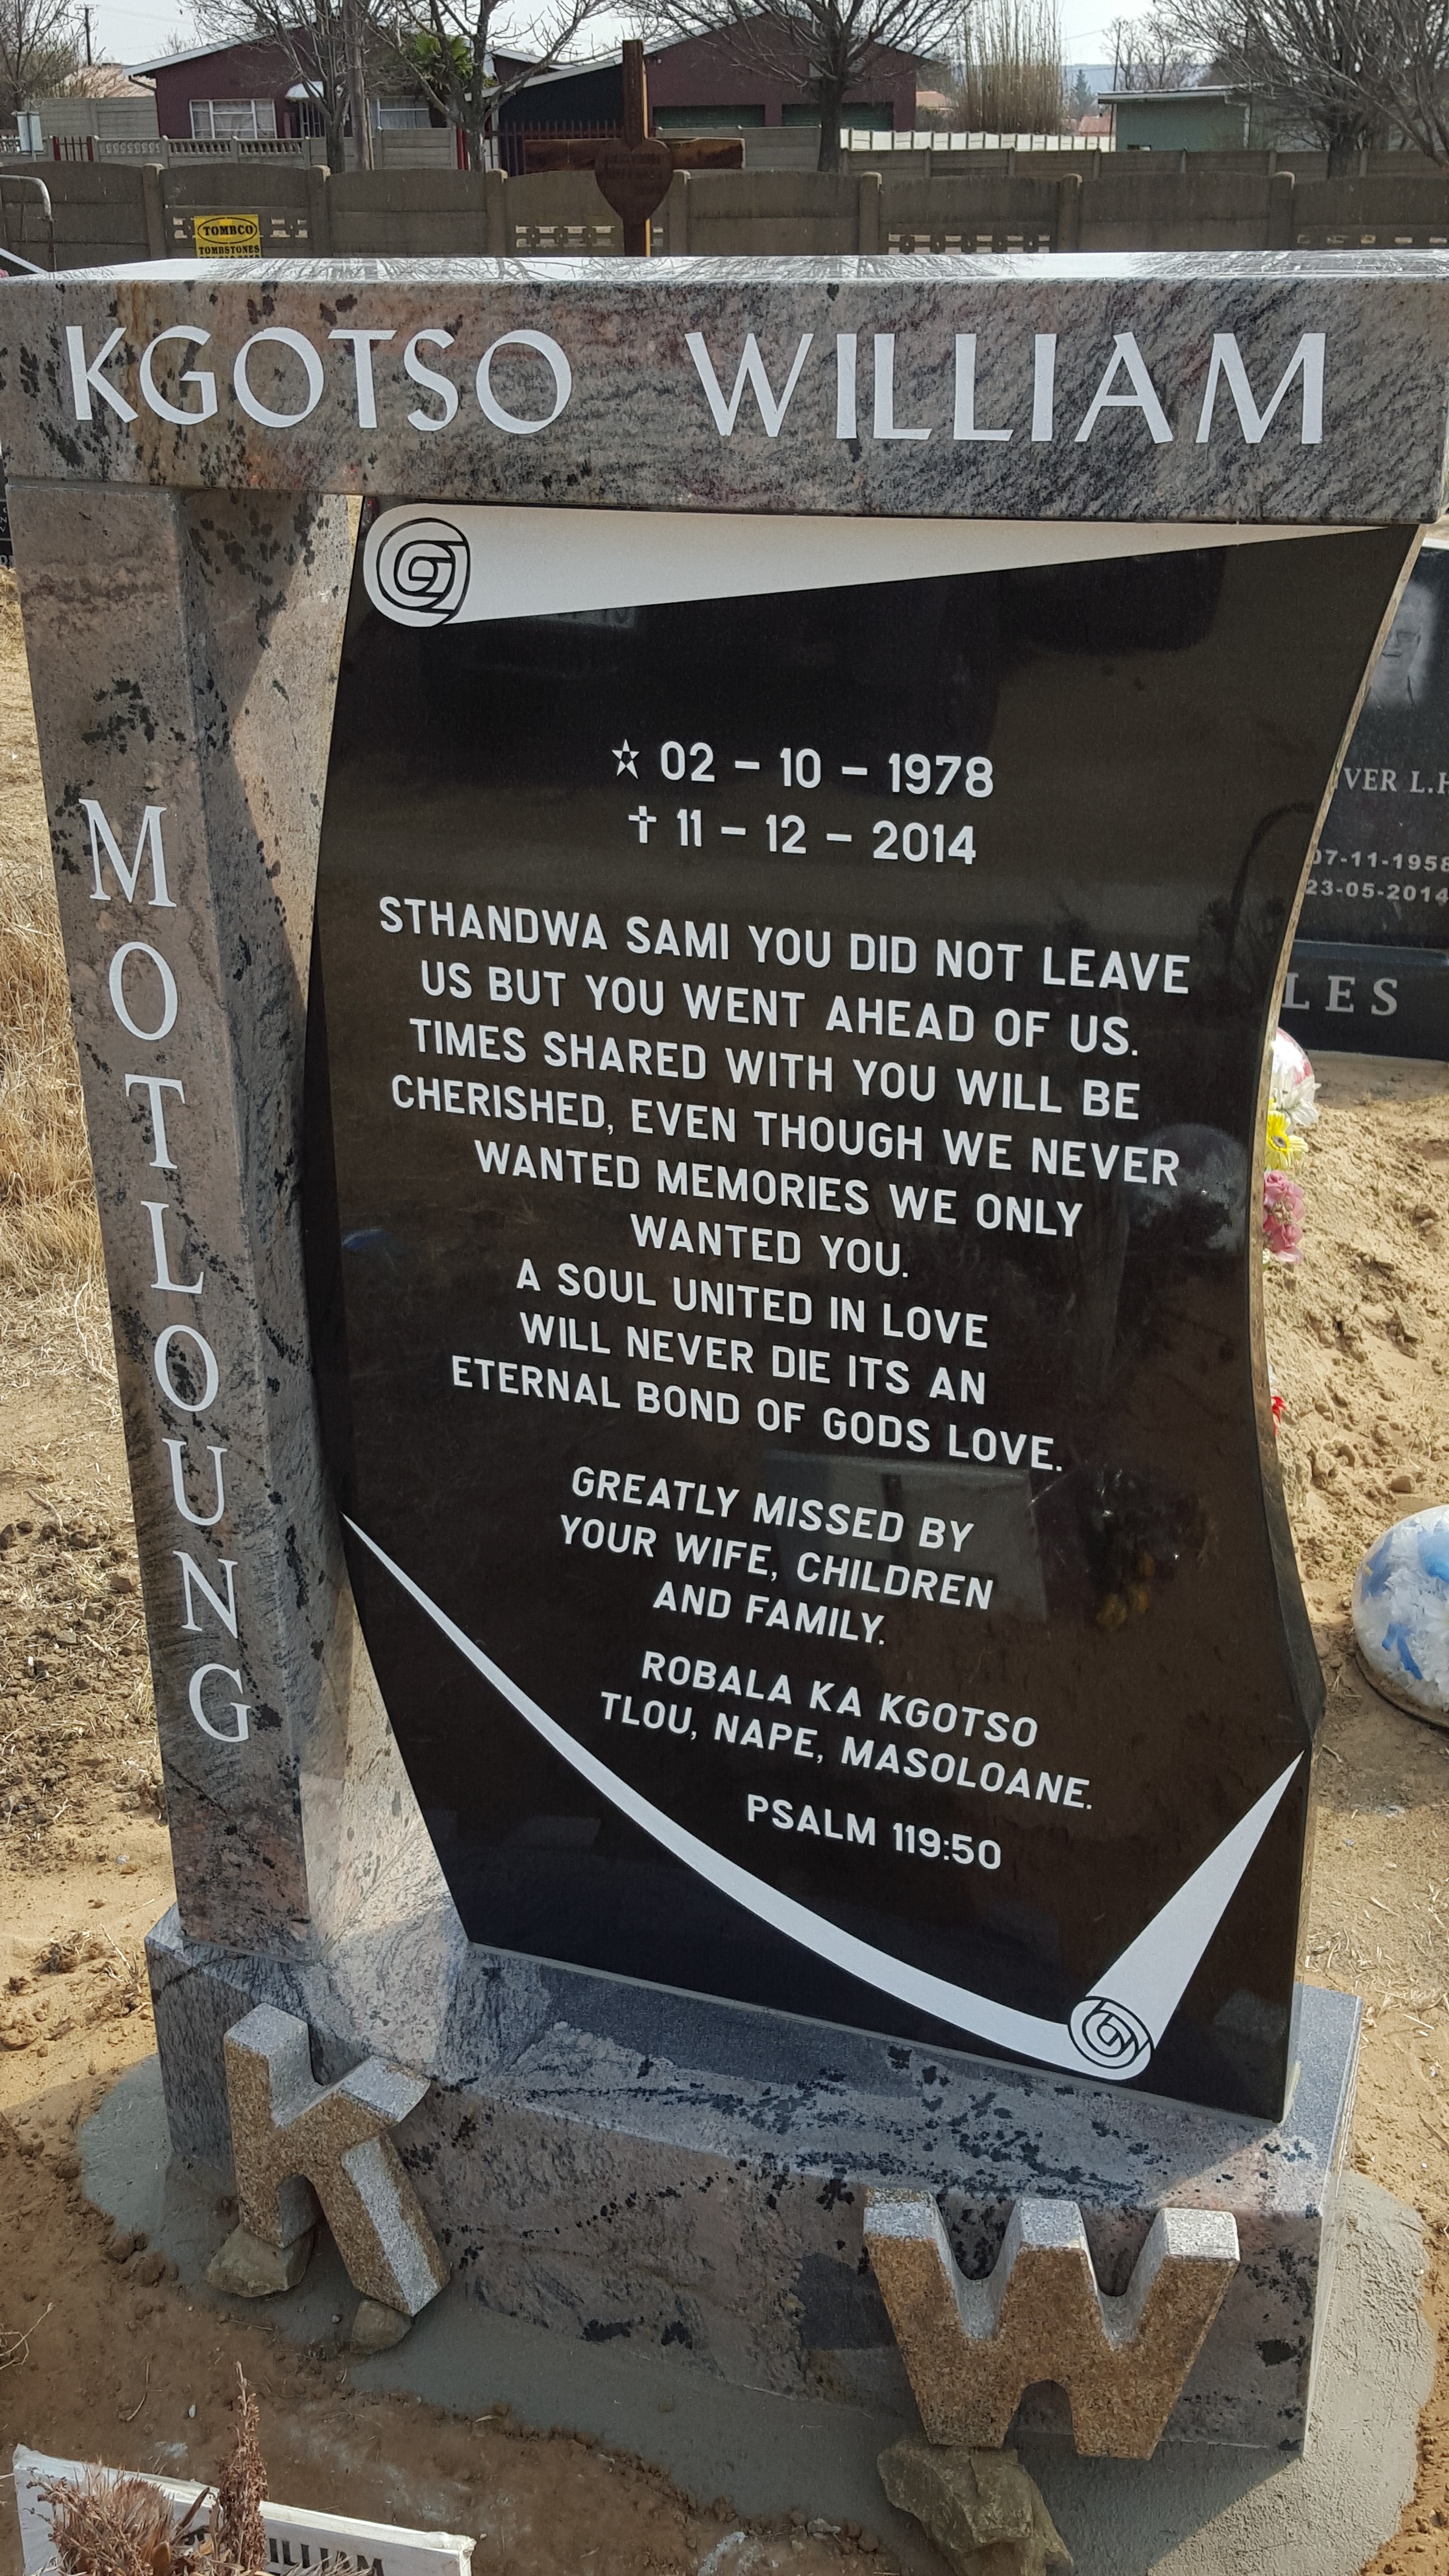 TOMBCO
TOMBSTONES
KGOTSO WILLIAM
MOTLOUNG
02 - 10 - 1978
11 - 12 - 2014
STHANDWA SAMI YOU DID NOT LEAVE
US BUT YOU WENT AHEAD OF US.
TIMES SHARED WITH YOU WILL BE
CHERISHED, EVEN THOUGH WE NEVER
WANTED MEMORIES WE ONLY
WANTED YOU.
A SOUL UNITED IN LOVE
WILL NEVER DIE ITS AN
ETERNAL BOND OF GODS LOVE.
GREATLY MISSED BY
YOUR WIFE, CHILDREN
AND FAMILY.
ROBALA KA KGOTSO
TLOU, NAPE, MASOLOANE.
PSALM 119:50
VER L.H
07-11-1958
23-05-2014
LES
K W
ILLIAM